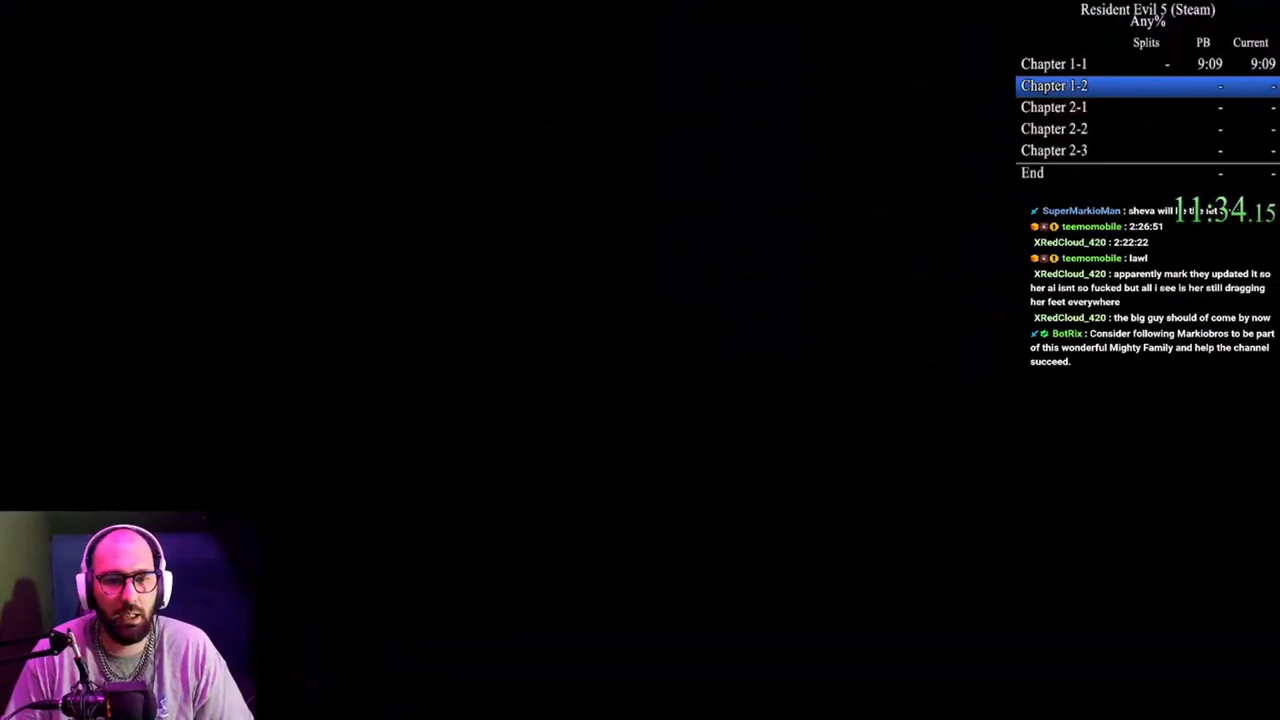 Resident Evil 5 (Steam)
Any%
Splits PB Current
Chapter 1-1 - 9:09 9:09
Chapter 1-2 - -
Chapter 2-1 - -
Chapter 2-2 - -
Chapter 2-3 - -
End - -
11:34.15
SuperMarkioMan : sheva will
teemomobile : 2:26:51
XRedCloud_420 : 2:22:22
teemomobile : lawl
XRedCloud_420 : apparently mark they updated it so
her ai isnt so fucked but all i see is her still dragging
her feet everywhere
XRedCloud_420 : the big guy should of come by now
BotRix : Consider following Markiobros to be part
of this wonderful Mighty Family and help the channel
succeed.